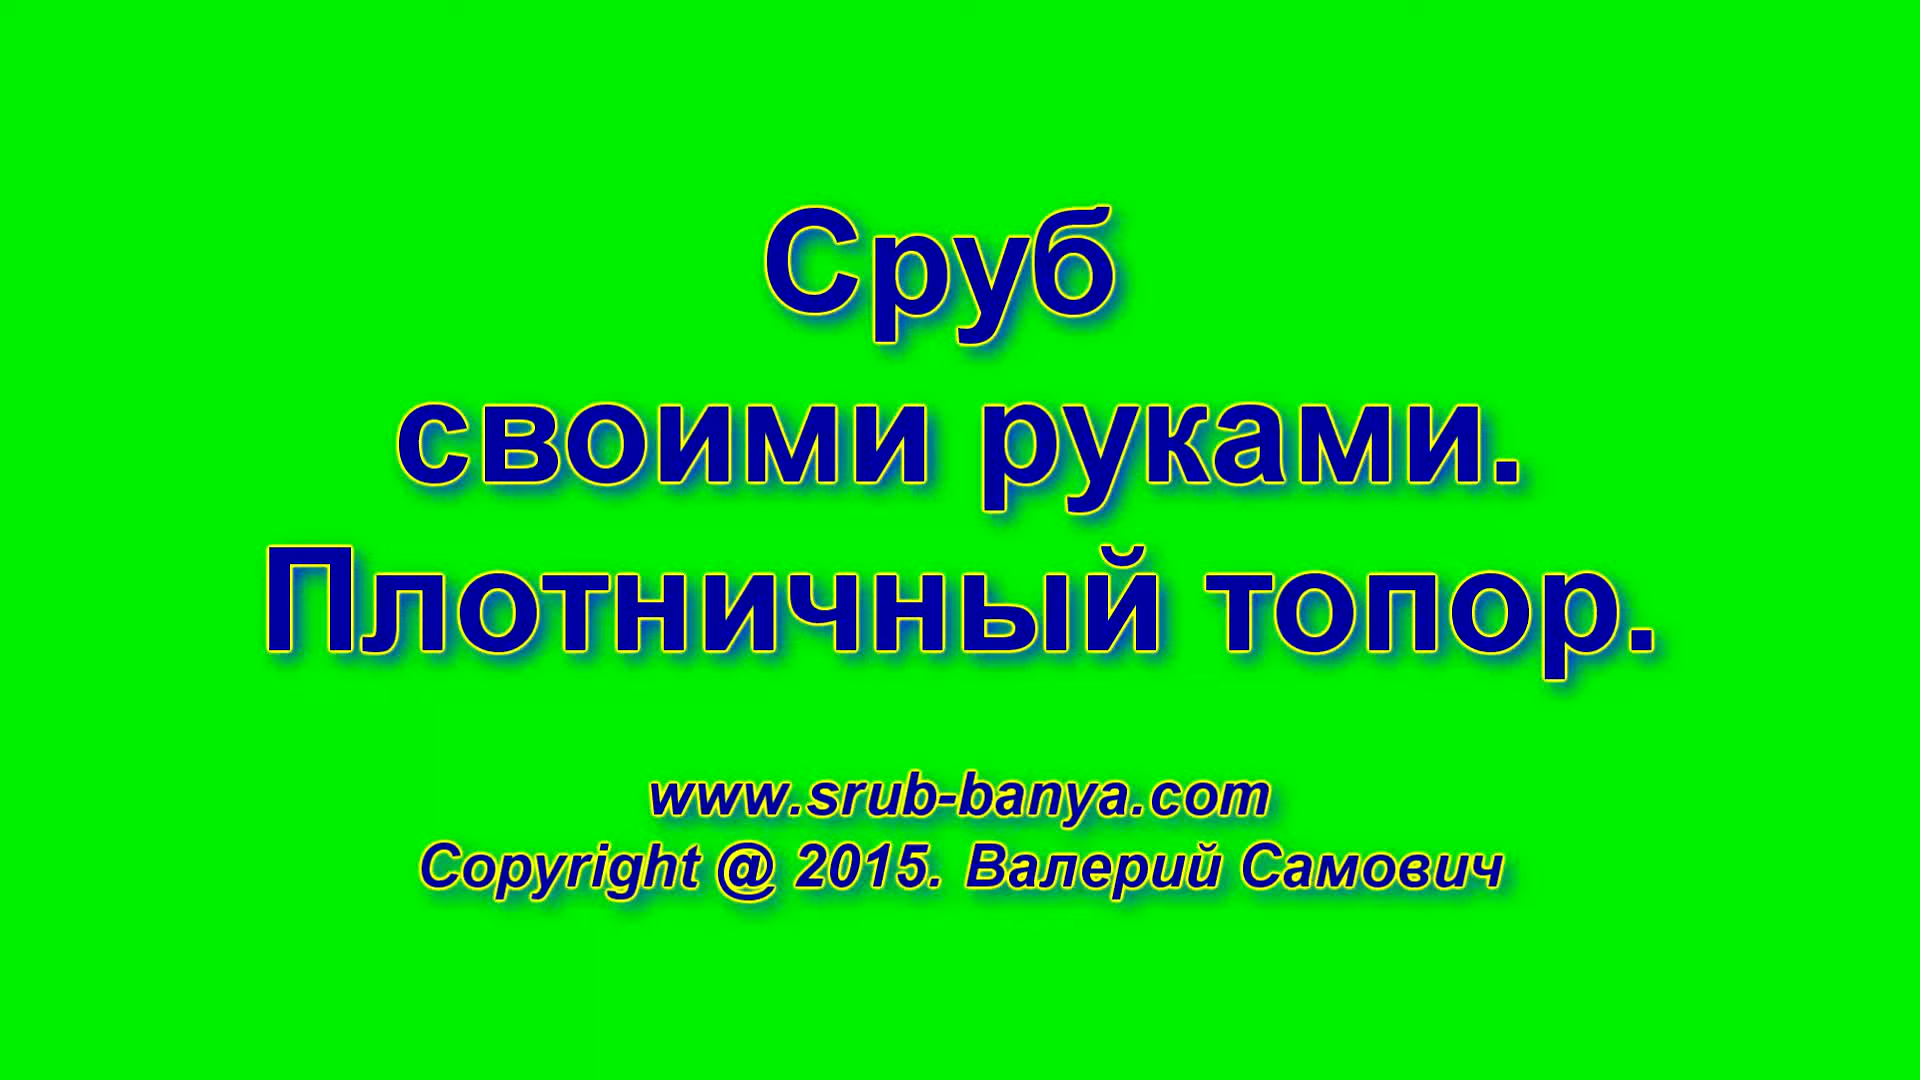 Сруб
своими руками.
Плотничный топор.
www.srub-banya.com
Copyright @ 2015. Валерий Самович